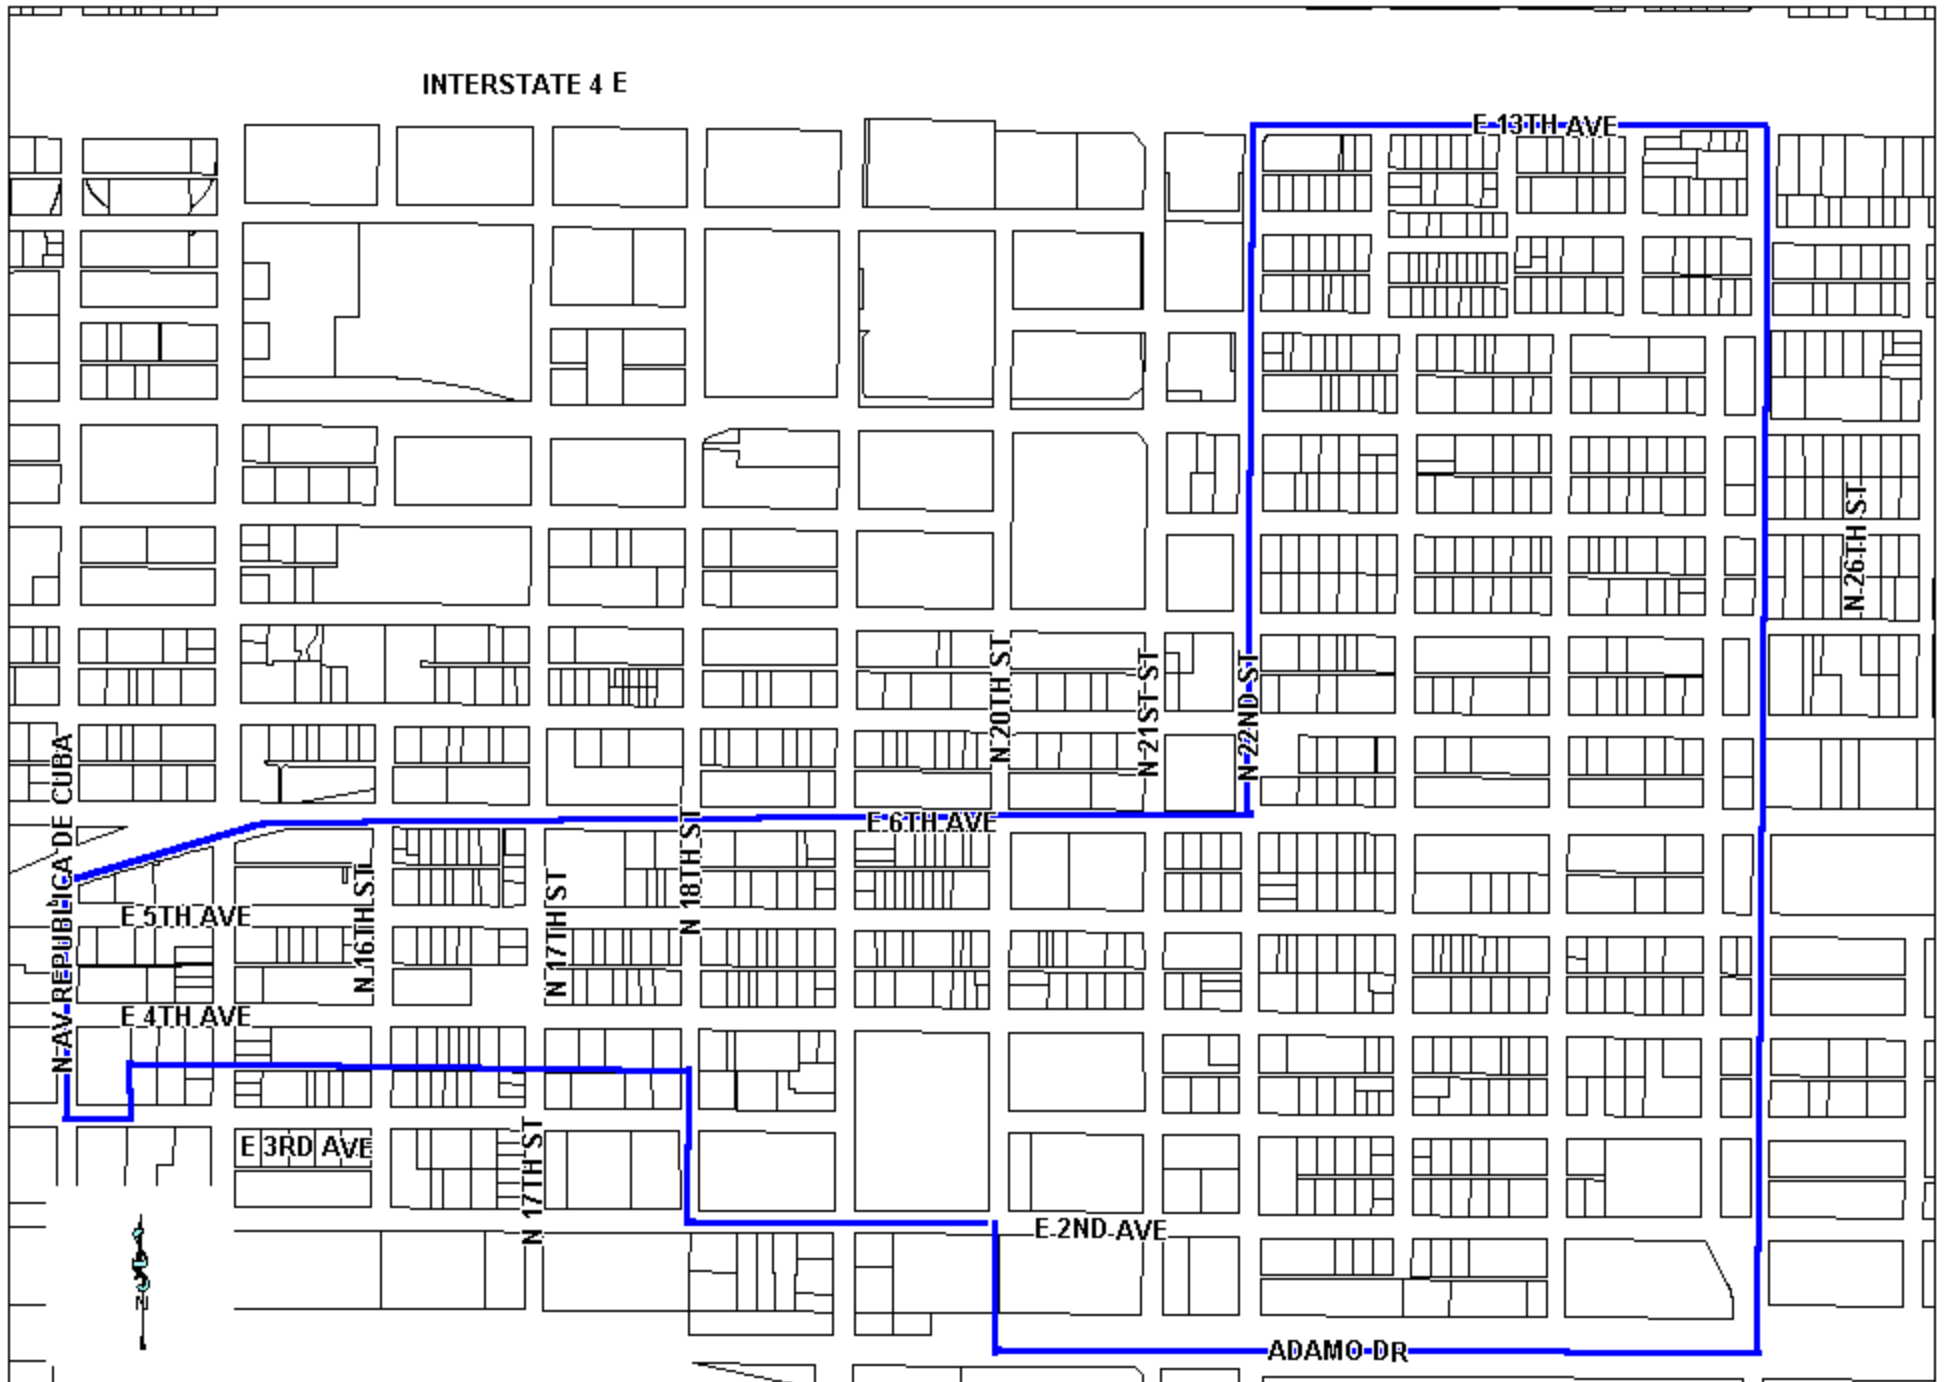 INTERSTATE 4 E
E 13TH AVE
N 26TH ST
N 20TH ST
N 21ST ST
N 22ND ST
N AV REPUBLICA DE CUBA
E 6TH AVE
N 18TH ST
N 16TH ST
N 17TH ST
E 5TH AVE
E 4TH AVE
E 3RD AVE
N 17TH ST
E 2ND AVE
ADAMO DR